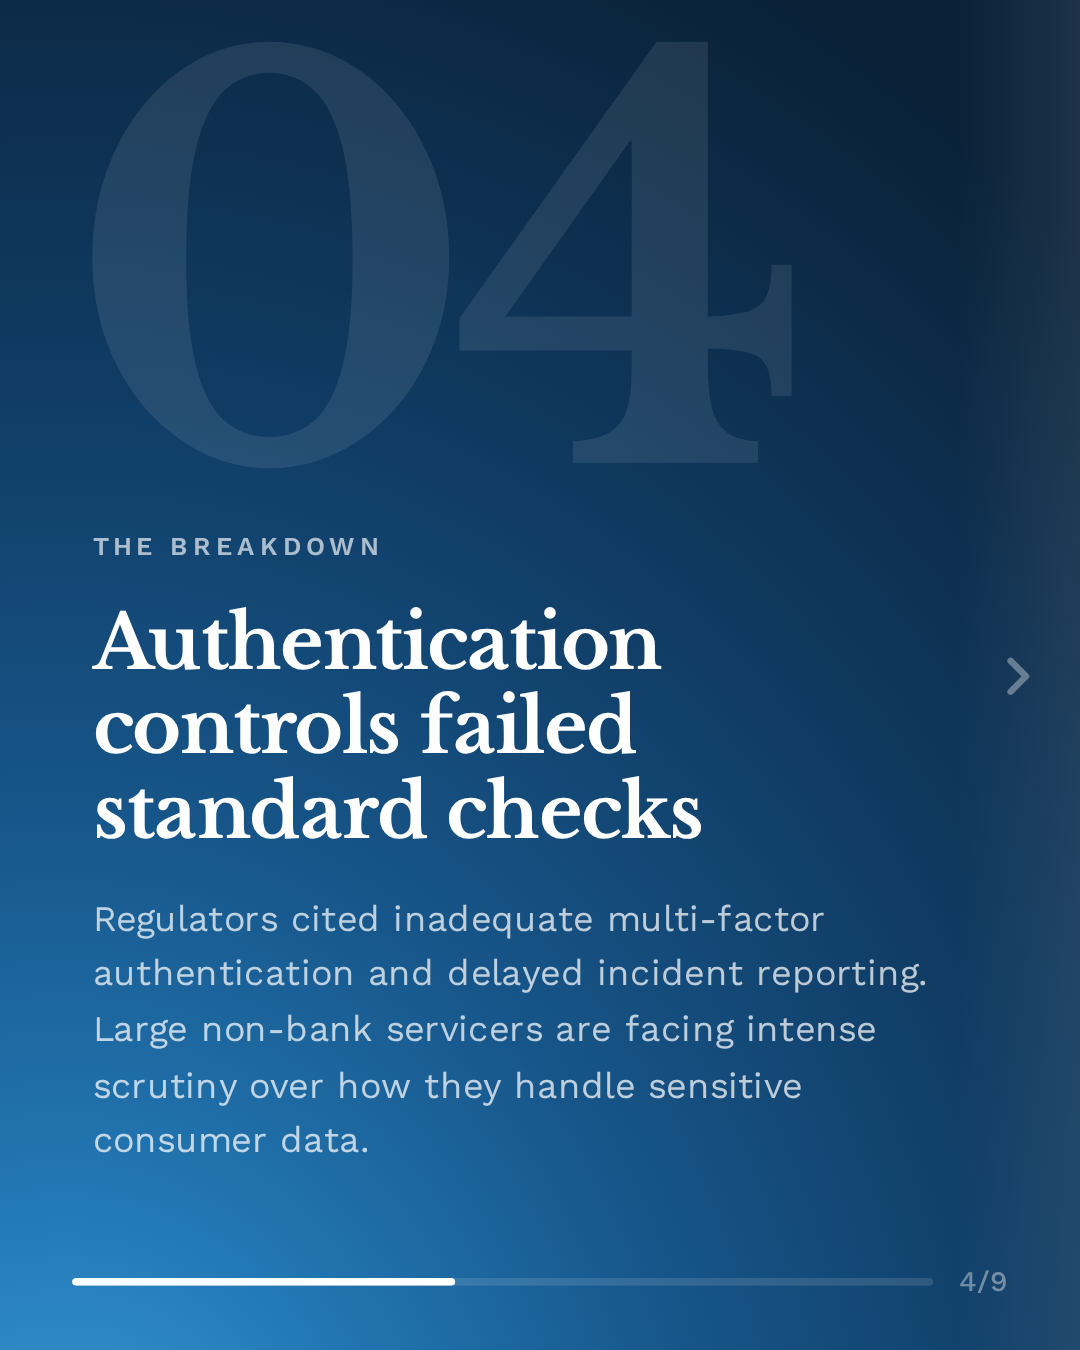 04
THE BREAKDOWN
Authentication
controls failed
standard checks
Regulators cited inadequate multi-factor
authentication and delayed incident reporting.
Large non-bank servicers are facing intense
scrutiny over how they handle sensitive
consumer data.
4/9